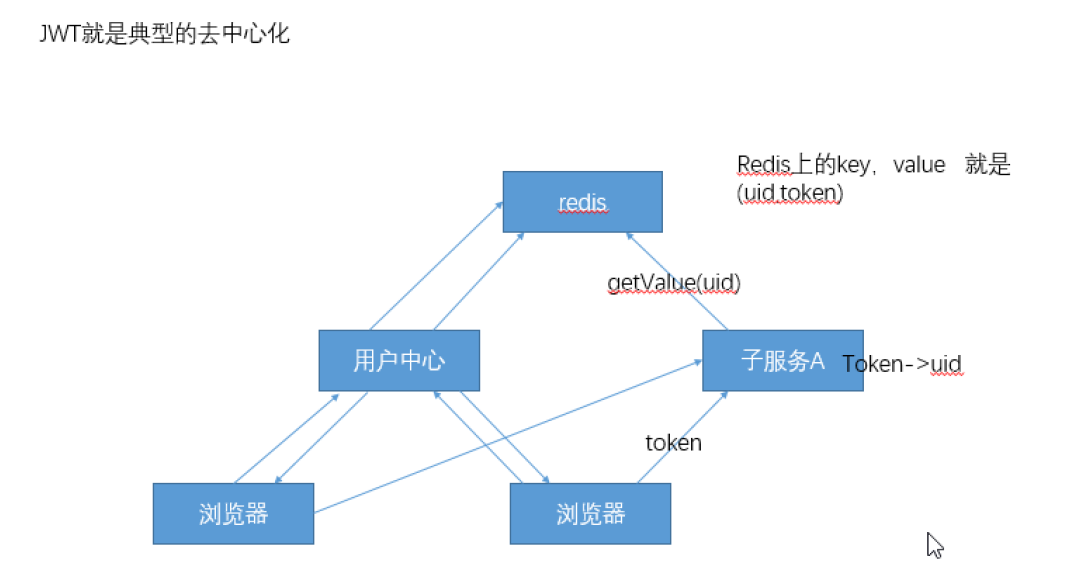 JWT就是典型的去中心化
Redis上的key，value 就是
(uid,token)
redis
getValue(uid)
用户中心
子服务A
Token->uid
token
浏览器
浏览器